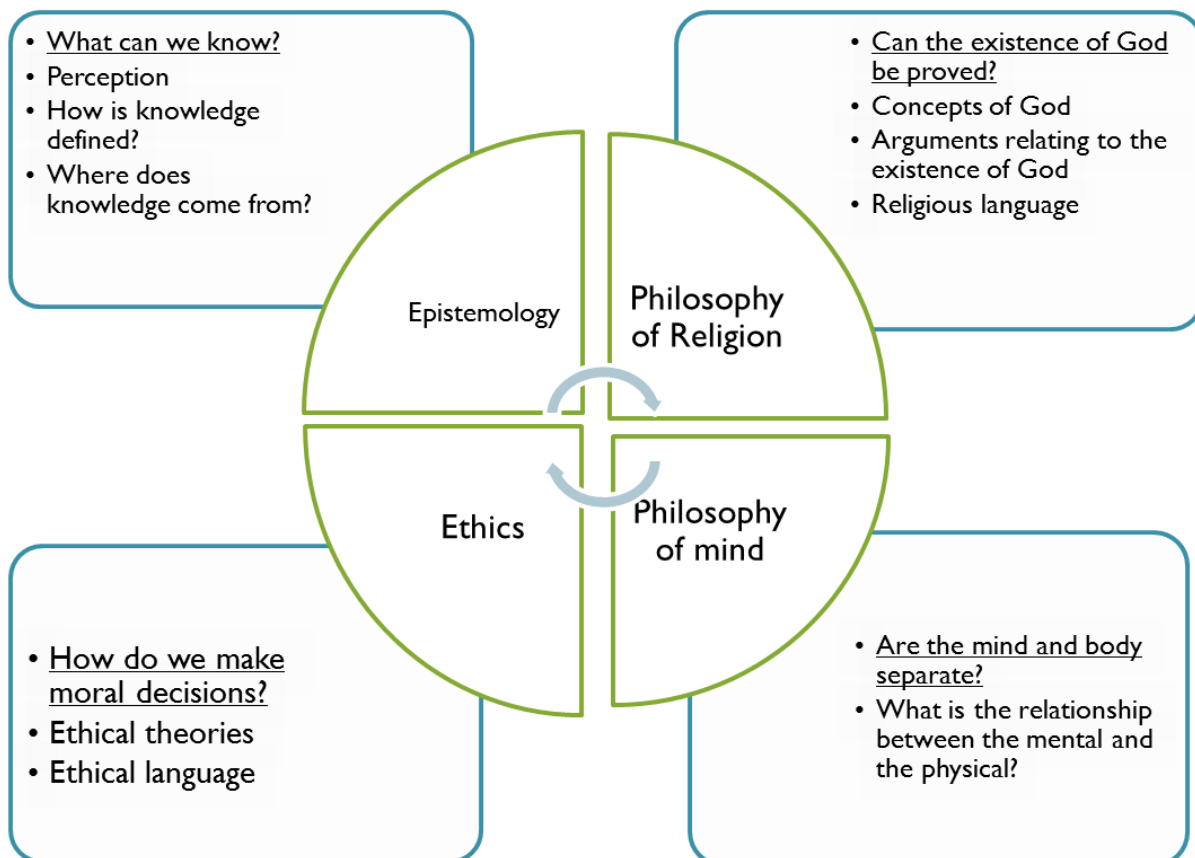 • What can we know?
• Perception
• How is knowledge
defined?
• Where does
knowledge come from?
• Can the existence of God
be proved?
• Concepts of God
• Arguments relating to the
existence of God
• Religious language
Epistemology
Philosophy
of Religion
Ethics
Philosophy
of mind
• How do we make
moral decisions?
• Ethical theories
• Ethical language
• Are the mind and body
separate?
• What is the relationship
between the mental and
the physical?